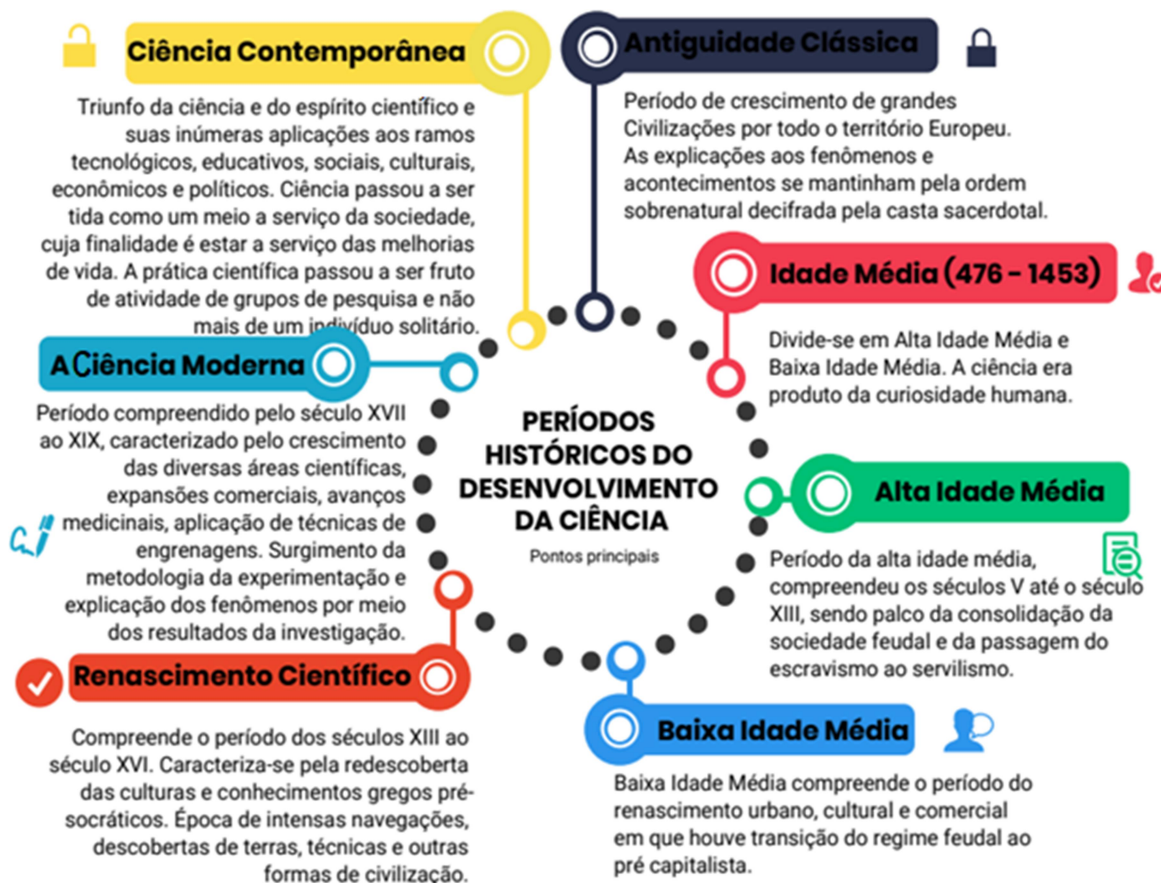 PERÍODOS
HISTÓRICOS DO
DESENVOLVIMENTO
DA CIÊNCIA
Pontos principais
Antiguidade Clássica
Período de crescimento de grandes
Civilizações por todo o território Europeu.
As explicações aos fenômenos e
acontecimentos se mantinham pela ordem
sobrenatural decifrada pela casta sacerdotal.
Idade Média (476 - 1453)
Divide-se em Alta Idade Média e
Baixa Idade Média. A ciência era
produto da curiosidade humana.
Alta Idade Média
Período da alta idade média,
compreendeu os séculos V até o século
XIII, sendo palco da consolidação da
sociedade feudal e da passagem do
escravismo ao servilismo.
Baixa Idade Média
Baixa Idade Média compreende o período do
renascimento urbano, cultural e comercial
em que houve transição do regime feudal ao
pré capitalista.
Renascimento Científico
Compreende o período dos séculos XIII ao
século XVI. Caracteriza-se pela redescoberta
das culturas e conhecimentos gregos pré-
socráticos. Época de intensas navegações,
descobertas de terras, técnicas e outras
formas de civilização.
A Ciência Moderna
Período compreendido pelo século XVII
ao XIX, caracterizado pelo crescimento
das diversas áreas científicas,
expansões comerciais, avanços
medicinais, aplicação de técnicas de
engrenagens. Surgimento da
metodologia da experimentação e
explicação dos fenômenos por meio
dos resultados da investigação.
Ciência Contemporânea
Triunfo da ciência e do espírito científico e
suas inúmeras aplicações aos ramos
tecnológicos, educativos, sociais, culturais,
econômicos e políticos. Ciência passou a ser
tida como um meio a serviço da sociedade,
cuja finalidade é estar a serviço das melhorias
de vida. A prática científica passou a ser fruto
de atividade de grupos de pesquisa e não
mais de um indivíduo solitário.